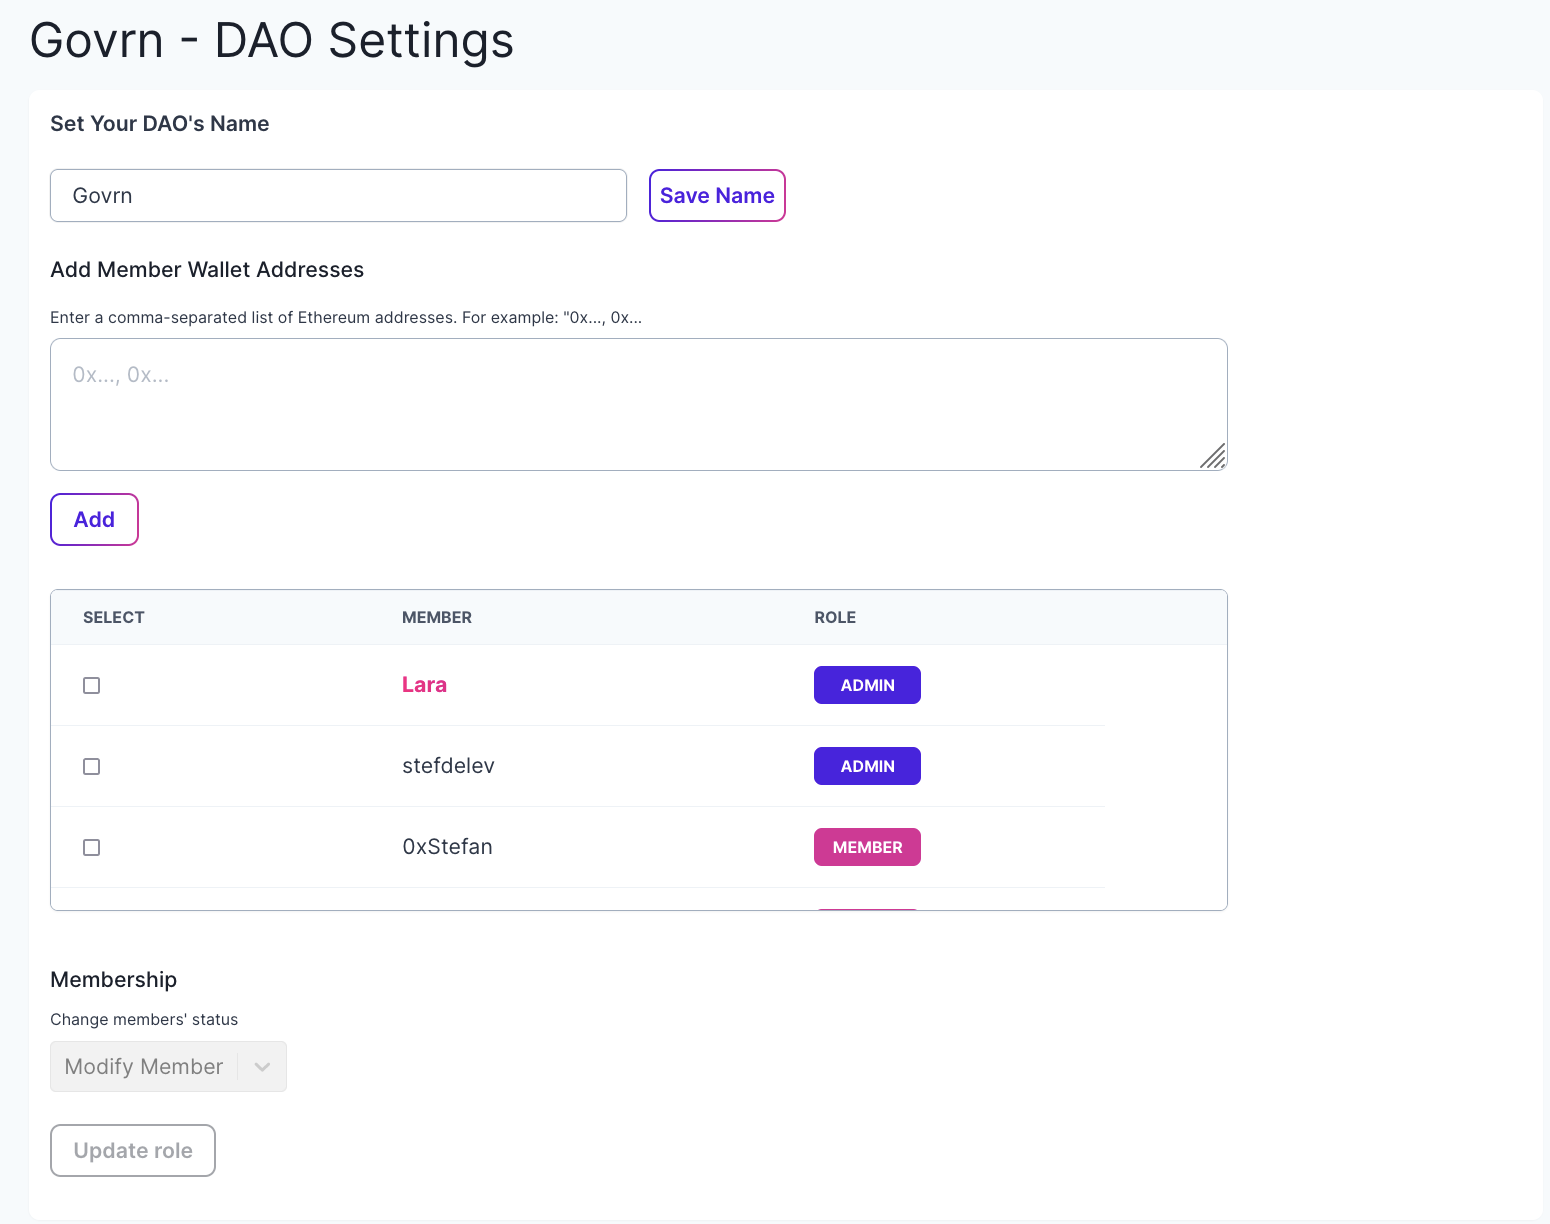 Govrn - DAO Settings
Set Your DAO's Name
Govrn
Save Name
Add Member Wallet Addresses
Enter a comma-separated list of Ethereum addresses. For example: "0x..., 0x...
0x..., 0x...
Add
SELECT MEMBER ROLE
Lara ADMIN
stefdelev ADMIN
0xStefan MEMBER
Membership
Change members' status
Modify Member
Update role